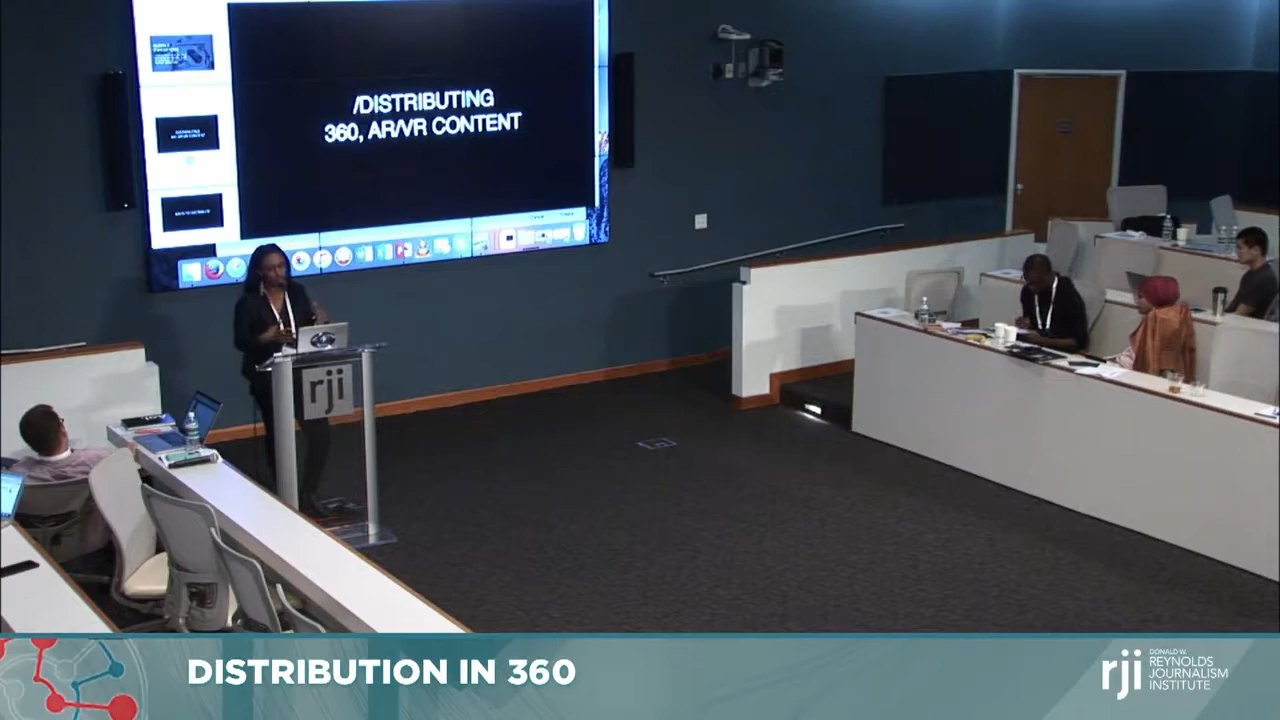 /DISTRIBUTING
360, AR/VR CONTENT
rji
DISTRIBUTION IN 360
rji
DONALD W.
REYNOLDS
JOURNALISM
INSTITUTE